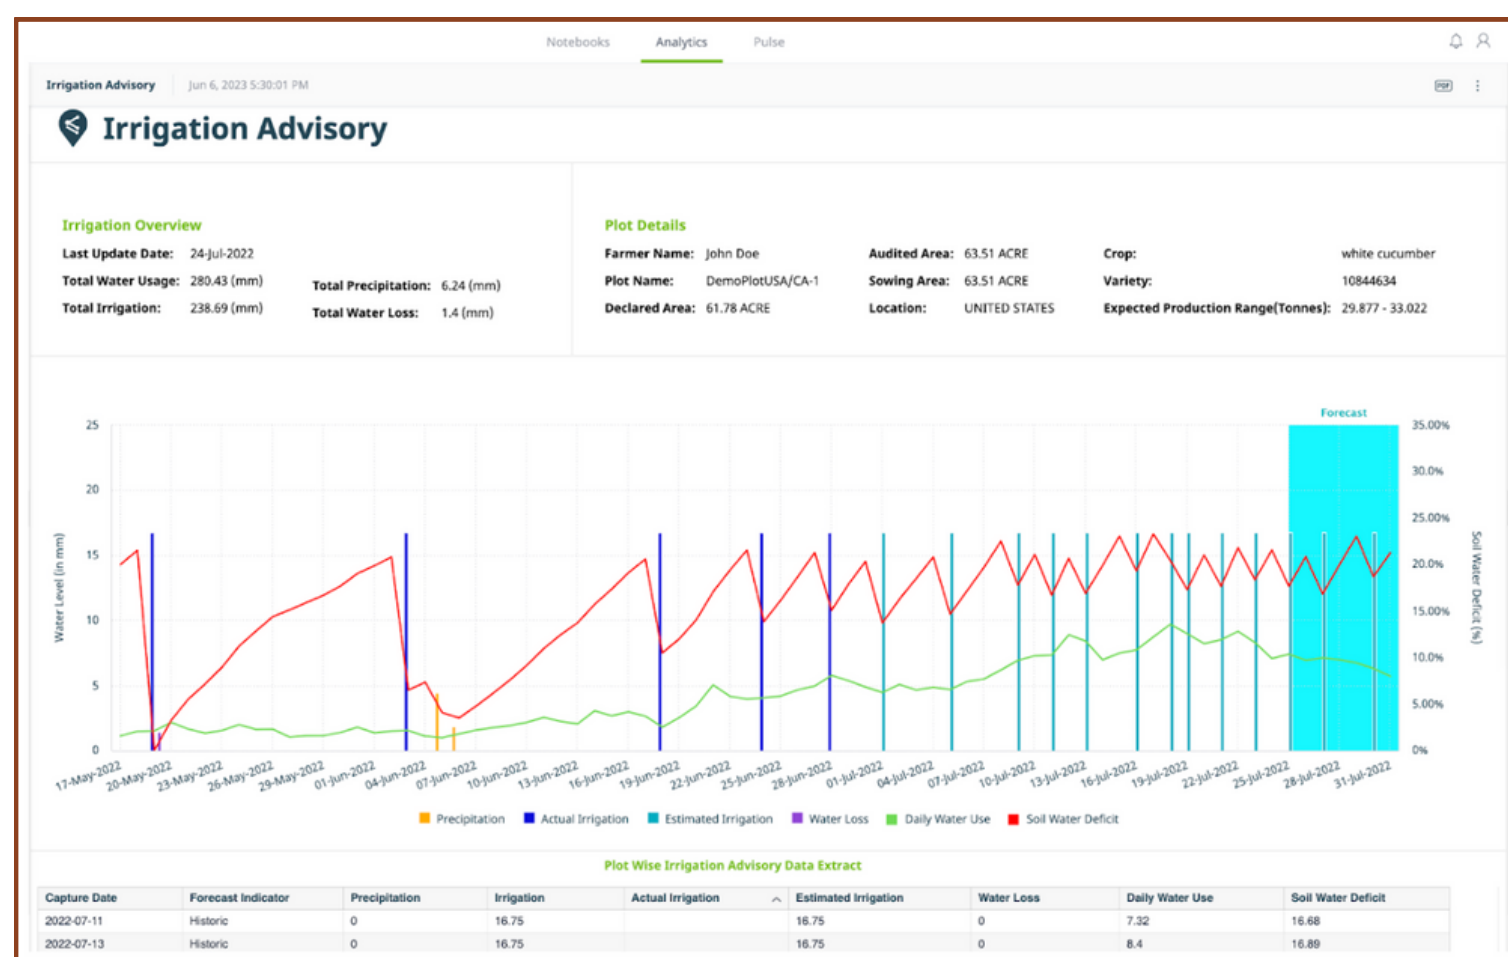 Notebooks Analytics Pulse
Irrigation Advisory Jun 6, 2023 5:30:01 PM PDF
Irrigation Advisory
Irrigation Overview
Last Update Date: 24-Jul-2022
Total Water Usage: 280.43 (mm) Total Precipitation: 6.24 (mm)
Total Irrigation: 238.69 (mm) Total Water Loss: 1.4 (mm)
Plot Details
Farmer Name: John Doe Audited Area: 63.51 ACRE Crop: white cucumber
Plot Name: DemoPlotUSA/CA-1 Sowing Area: 63.51 ACRE Variety: 10844634
Declared Area: 61.78 ACRE Location: UNITED STATES Expected Production Range(Tonnes): 29.877 - 33.022
Forecast
Water Level (in mm)
25
20
15
10
5
0
35.00%
30.0%
25.00%
20.0%
15.00%
10.0%
5.00%
0%
Soil Water Deficit (%)
17-May-2022 20-May-2022 23-May-2022 26-May-2022 29-May-2022 01-Jun-2022 04-Jun-2022 07-Jun-2022 10-Jun-2022 13-Jun-2022 16-Jun-2022 19-Jun-2022 22-Jun-2022 25-Jun-2022 28-Jun-2022 01-Jul-2022 04-Jul-2022 07-Jul-2022 10-Jul-2022 13-Jul-2022 16-Jul-2022 19-Jul-2022 22-Jul-2022 25-Jul-2022 28-Jul-2022 31-Jul-2022
Precipitation Actual Irrigation Estimated Irrigation Water Loss Daily Water Use Soil Water Deficit
Plot Wise Irrigation Advisory Data Extract
Capture Date Forecast Indicator Precipitation Irrigation Actual Irrigation Estimated Irrigation Water Loss Daily Water Use Soil Water Deficit
2022-07-11 Historic 0 16.75 16.75 0 7.32 16.68
2022-07-13 Historic 0 16.75 16.75 0 8.4 16.89